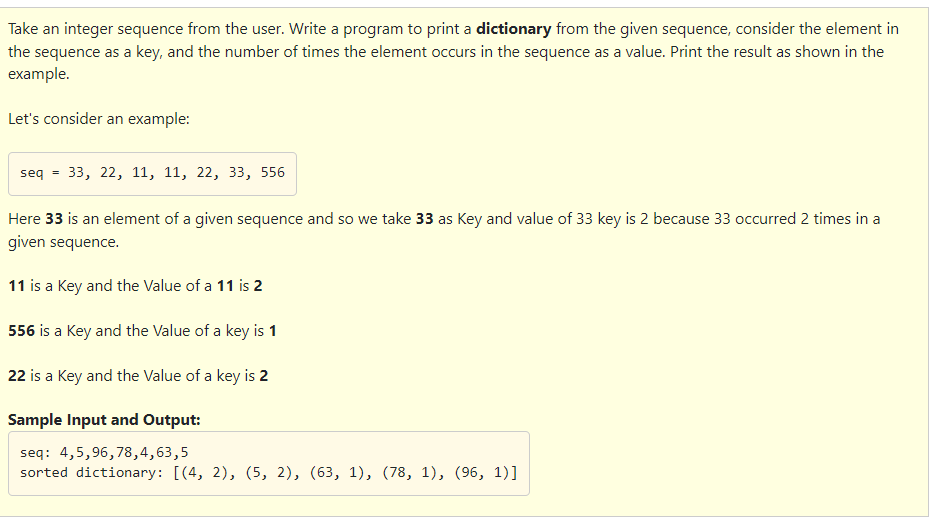 Take an integer sequence from the user. Write a program to print a dictionary from the given sequence, consider the element in
the sequence as a key, and the number of times the element occurs in the sequence as a value. Print the result as shown in the
example.
Let's consider an example:
seq = 33, 22, 11, 11, 22, 33, 556
Here 33 is an element of a given sequence and so we take 33 as Key and value of 33 key is 2 because 33 occurred 2 times in a
given sequence.
11 is a Key and the Value of a 11 is 2
556 is a Key and the Value of a key is 1
22 is a Key and the Value of a key is 2
Sample Input and Output:
seq: 4,5,96,78,4,63,5
sorted dictionary: [(4, 2), (5, 2), (63, 1), (78, 1), (96, 1)]